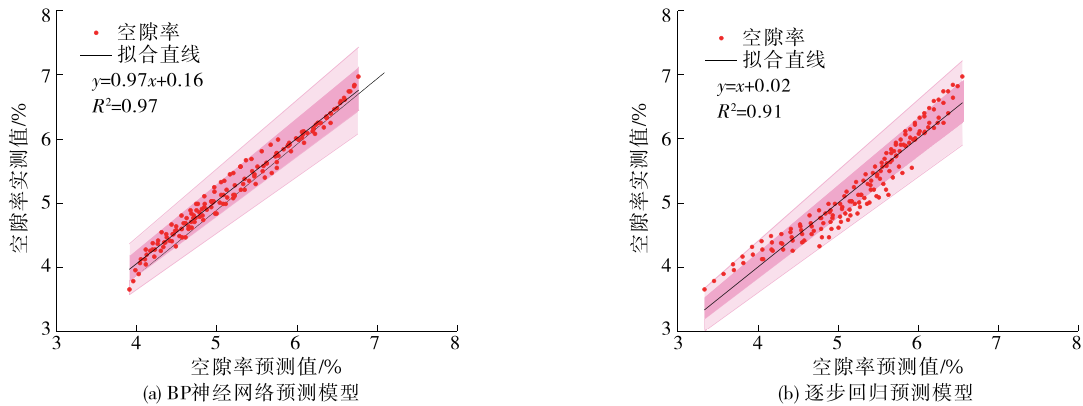 空隙率实测值/%
8
7
6
5
4
3
空隙率
拟合直线
y=0.97x+0.16
R²=0.97
3 4 5 6 7 8
空隙率预测值/%
(a) BP神经网络预测模型
空隙率实测值/%
8
7
6
5
4
3
空隙率
拟合直线
y=x+0.02
R²=0.91
3 4 5 6 7 8
空隙率预测值/%
(b) 逐步回归预测模型